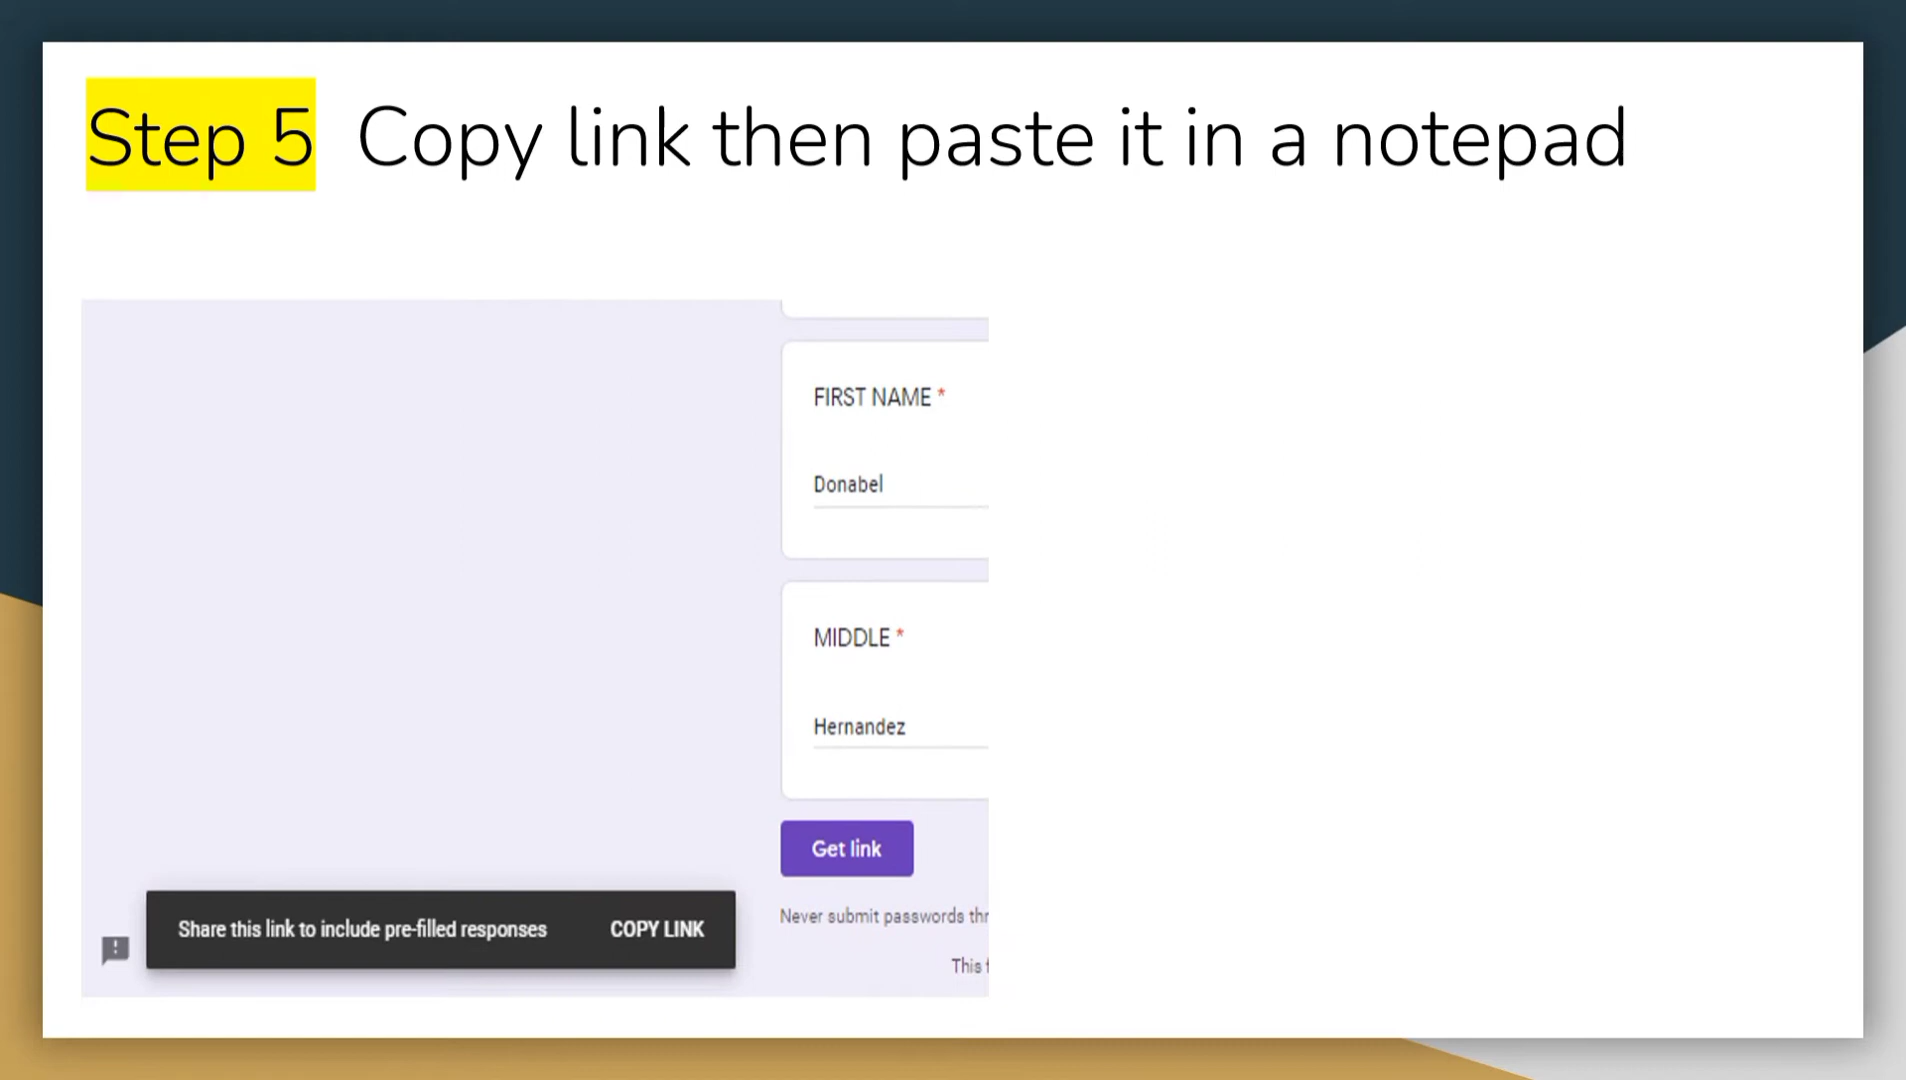 Step 5 Copy link then paste it in a notepad
FIRST NAME *
Donabel
MIDDLE *
Hernandez
Get link
Never submit passwords
Share this link to include pre-filled responses COPY LINK
This